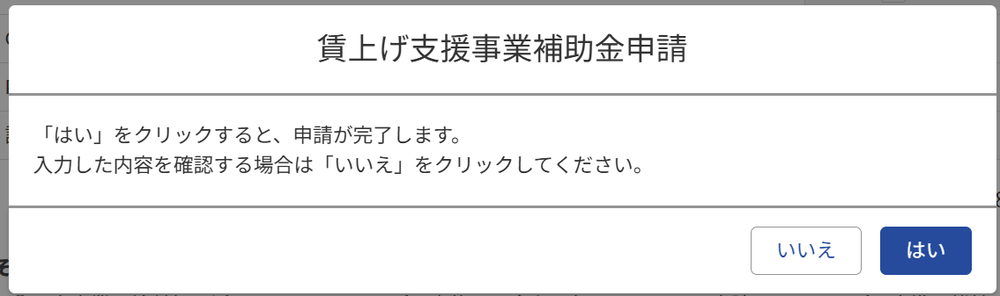 賃上げ支援事業補助金申請
「はい」をクリックすると、申請が完了します。
入力した内容を確認する場合は「いいえ」をクリックしてください。
いいえ
はい